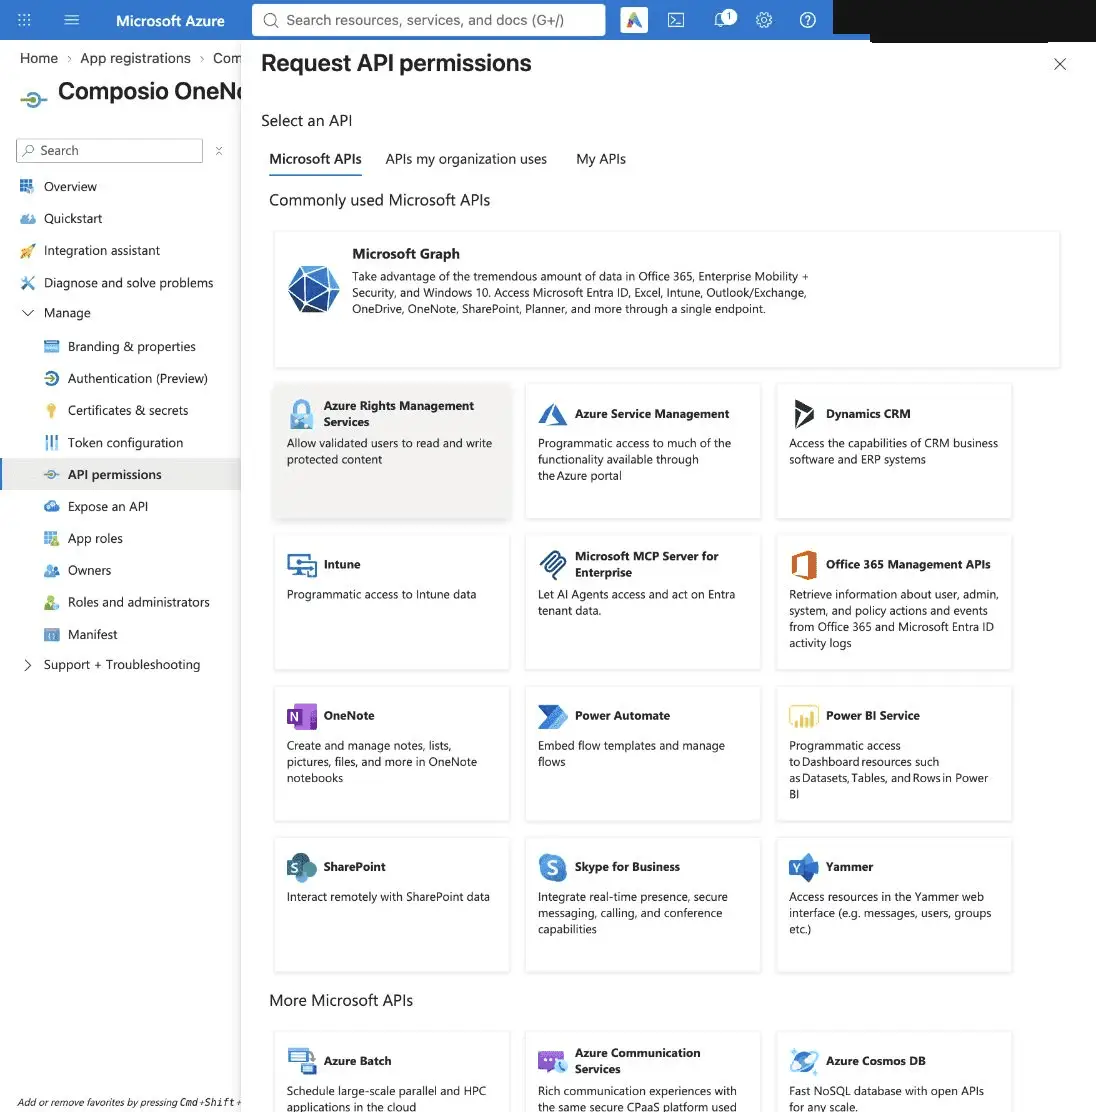 Microsoft Azure
Search resources, services, and docs (G+/)
1
Home > App registrations > Com
Composio OneNo
Search
Overview
Quickstart
Integration assistant
Diagnose and solve problems
Manage
Branding & properties
Authentication (Preview)
Certificates & secrets
Token configuration
API permissions
Expose an API
App roles
Owners
Roles and administrators
Manifest
Support + Troubleshooting
Add or remove favorites by pressing Cmd+Shift+
Request API permissions
Select an API
Microsoft APIs
APIs my organization uses
My APIs
Commonly used Microsoft APIs
Microsoft Graph
Take advantage of the tremendous amount of data in Office 365, Enterprise Mobility +
Security, and Windows 10. Access Microsoft Entra ID, Excel, Intune, Outlook/Exchange,
OneDrive, OneNote, SharePoint, Planner, and more through a single endpoint.
Azure Rights Management
Services
Allow validated users to read and write
protected content
Azure Service Management
Programmatic access to much of the
functionality available through
the Azure portal
Dynamics CRM
Access the capabilities of CRM business
software and ERP systems
Intune
Programmatic access to Intune data
Microsoft MCP Server for
Enterprise
Let AI Agents access and act on Entra
tenant data.
Office 365 Management APIs
Retrieve information about user, admin,
system, and policy actions and events
from Office 365 and Microsoft Entra ID
activity logs
OneNote
Create and manage notes, lists,
pictures, files, and more in OneNote
notebooks
Power Automate
Embed flow templates and manage
flows
Power BI Service
Programmatic access
to Dashboard resources such
as Datasets, Tables, and Rows in Power
BI
SharePoint
Interact remotely with SharePoint data
Skype for Business
Integrate real-time presence, secure
messaging, calling, and conference
capabilities
Yammer
Access resources in the Yammer web
interface (e.g. messages, users, groups
etc.)
More Microsoft APIs
Azure Batch
Schedule large-scale parallel and HPC
applications in the cloud
Azure Communication
Services
Rich communication experiences with
the same secure CPaaS platform used
Azure Cosmos DB
Fast NoSQL database with open APIs
for any scale.